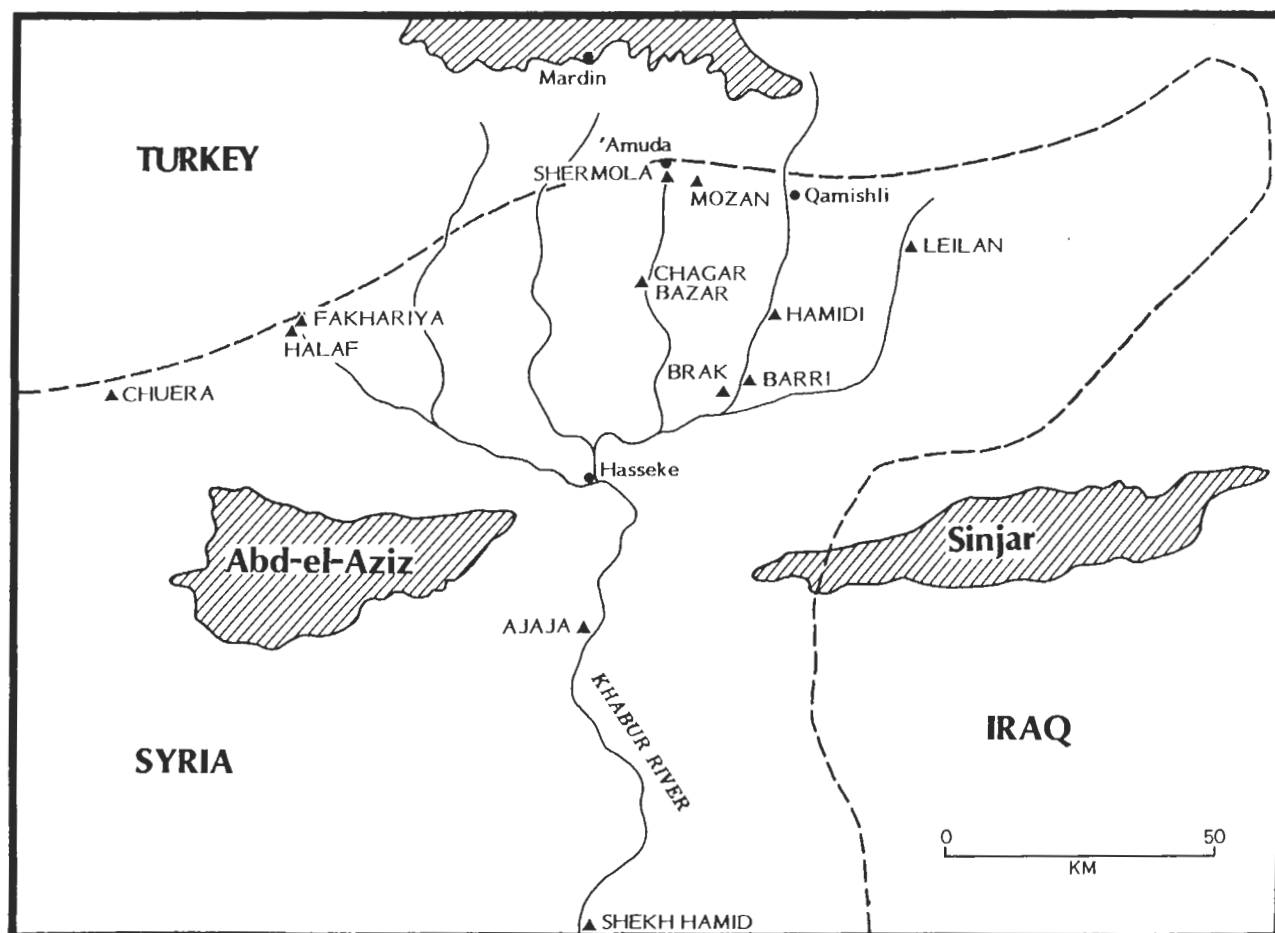 Mardin
TURKEY
'Amuda
SHERMOLA
MOZAN
Qamishli
LEILAN
CHAGAR
BAZAR
FAKHARIYA
HALAF
HAMIDI
BRAK
BARRI
CHUERA
Hasseke
Abd-el-Aziz
Sinjar
AJAJA
KHABUR RIVER
SYRIA
IRAQ
0 50
KM
SHEKH HAMID